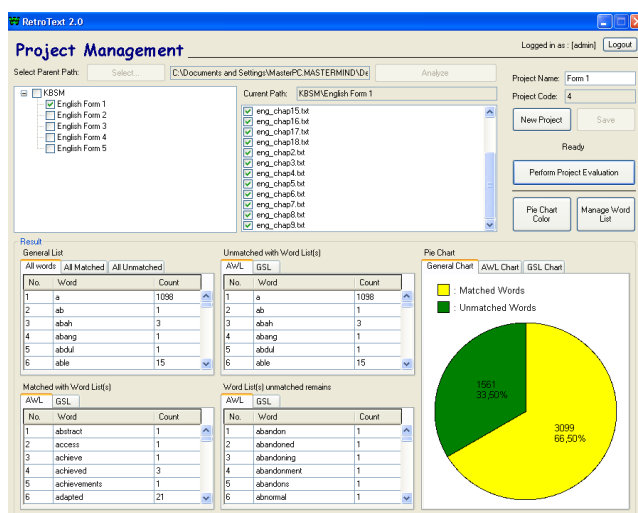 RetroText 2.0
Project Management
Logged in as : [admin] Logout
Select Parent Path: Select... C:\Documents and Settings\MasterPC.MASTERMIND\De Analyze
KBSM
English Form 1
English Form 2
English Form 3
English Form 4
English Form 5
Current Path: KBSM\English Form 1
eng_chap15.txt
eng_chap16.txt
eng_chap17.txt
eng_chap18.txt
eng_chap2.txt
eng_chap3.txt
eng_chap4.txt
eng_chap5.txt
eng_chap6.txt
eng_chap7.txt
eng_chap8.txt
eng_chap9.txt
Project Name: Form 1
Project Code: 4
New Project Save
Ready
Perform Project Evaluation
Pie Chart Color
Manage Word List
Result
General List
All words All Matched All Unmatched
No. Word Count
1 a 1098
2 ab 1
3 abah 3
4 abang 1
5 abdul 1
6 able 15
Unmatched with Word List(s)
AWL GSL
No. Word Count
1 a 1098
2 ab 1
3 abah 3
4 abang 1
5 abdul 1
6 able 15
Pie Chart
General Chart AWL Chart GSL Chart
: Matched Words
: Unmatched Words
1561
33,50%
3099
66,50%
Matched with Word List(s)
AWL GSL
No. Word Count
1 abstract 1
2 access 1
3 achieve 1
4 achieved 3
5 achievements 1
6 adapted 21
Word List(s) unmatched remains
AWL GSL
No. Word Count
1 abandon 1
2 abandoned 1
3 abandoning 1
4 abandonment 1
5 abandons 1
6 abnormal 1